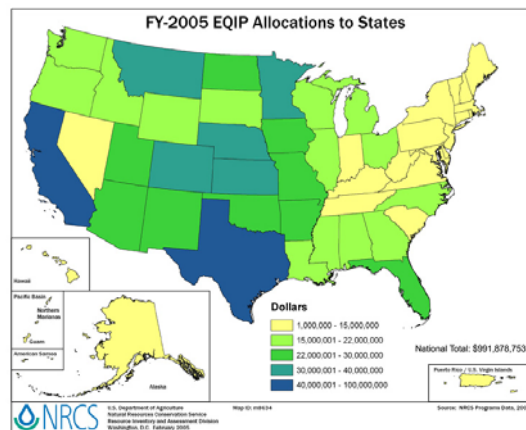 FY-2005 EQIP Allocations to States
Hawaii
Pacific Basin
Northern
Marianas
Guam
American Samoa
Alaska
Dollars
1,000,000 - 15,000,000
15,000,001 - 22,000,000
22,000,001 - 30,000,000
30,000,001 - 40,000,000
40,000,001 - 100,000,000
National Total: $991,878,753
Puerto Rico / U.S. Virgin Islands
NRCS
U.S. Department of Agriculture
Natural Resources Conservation Service
Resource Inventory and Assessment Division
Washington, D.C. February 2005
Map ID: m8634
Source: NRCS Programs Data,